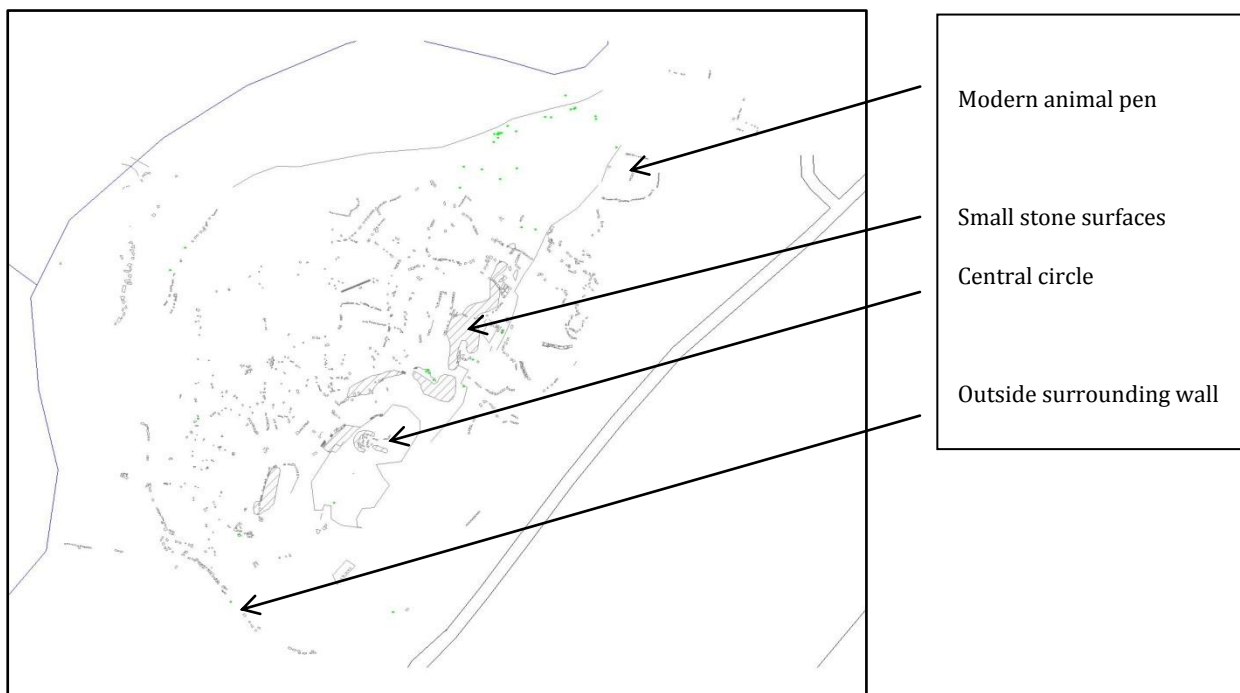 Modern animal pen
Small stone surfaces
Central circle
Outside surrounding wall